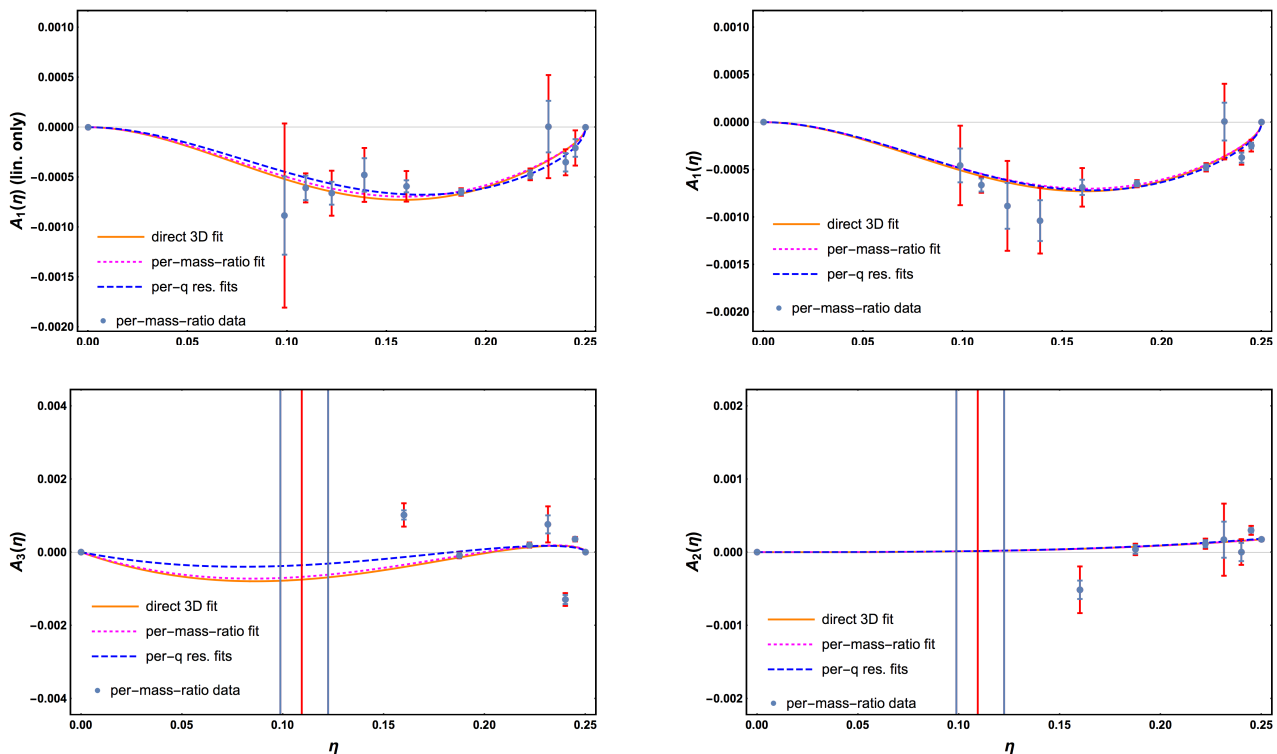 0.0010
0.0005
0.0000
−0.0005
−0.0010
−0.0015
−0.0020
A1(η) (lin. only)
direct 3D fit
per−mass−ratio fit
per−q res. fits
per−mass−ratio data
0.00 0.10 0.15 0.20 0.25
0.0010
0.0005
0.0000
−0.0005
−0.0010
−0.0015
−0.0020
A1(η)
direct 3D fit
per−mass−ratio fit
per−q res. fits
per−mass−ratio data
0.00 0.10 0.15 0.20 0.25
0.004
0.002
0.000
−0.002
−0.004
A3(η)
direct 3D fit
per−mass−ratio fit
per−q res. fits
per−mass−ratio data
0.00 0.05 0.10 0.15 0.20 0.25
η
0.002
0.001
0.000
−0.001
−0.002
A2(η)
direct 3D fit
per−mass−ratio fit
per−q res. fits
per−mass−ratio data
0.00 0.05 0.10 0.15 0.20 0.25
η